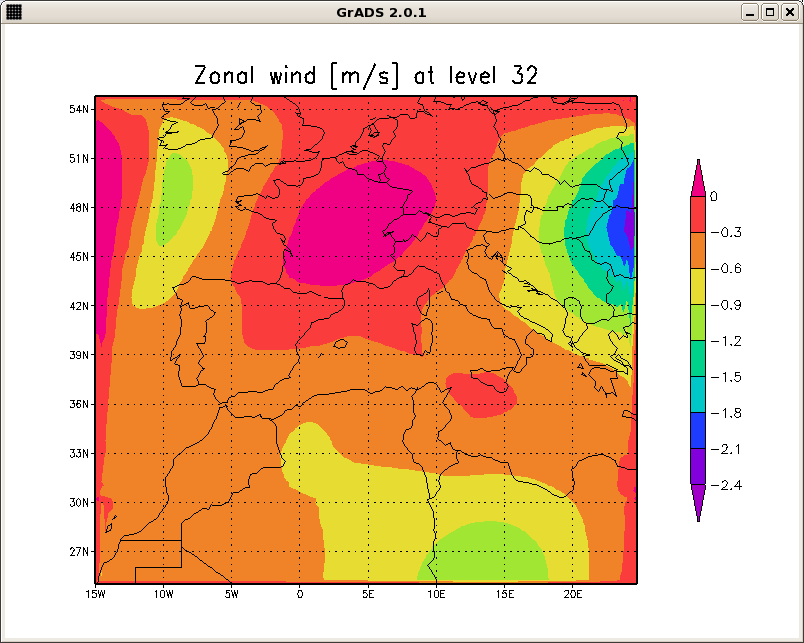 GrADS 2.0.1
Zonal wind [m/s] at level 32
54N
51N
48N
45N
42N
39N
36N
33N
30N
27N
15W 10W 5W 0 5E 10E 15E 20E
0
−0.3
−0.6
−0.9
−1.2
−1.5
−1.8
−2.1
−2.4